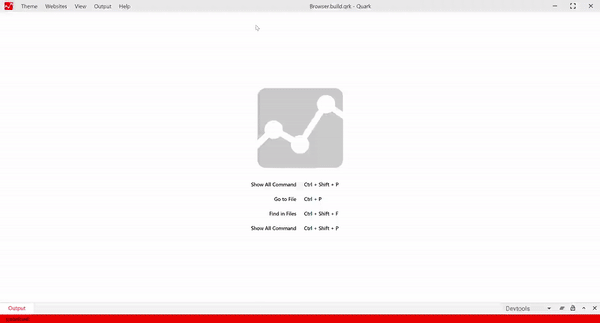 Theme Websites View Output Help Browser.build.qrk - Quark
Show All Command Ctrl + Shift + P
Go to File Ctrl + P
Find in Files Ctrl + Shift + F
Show All Command Ctrl + Shift + P
Output Devtools